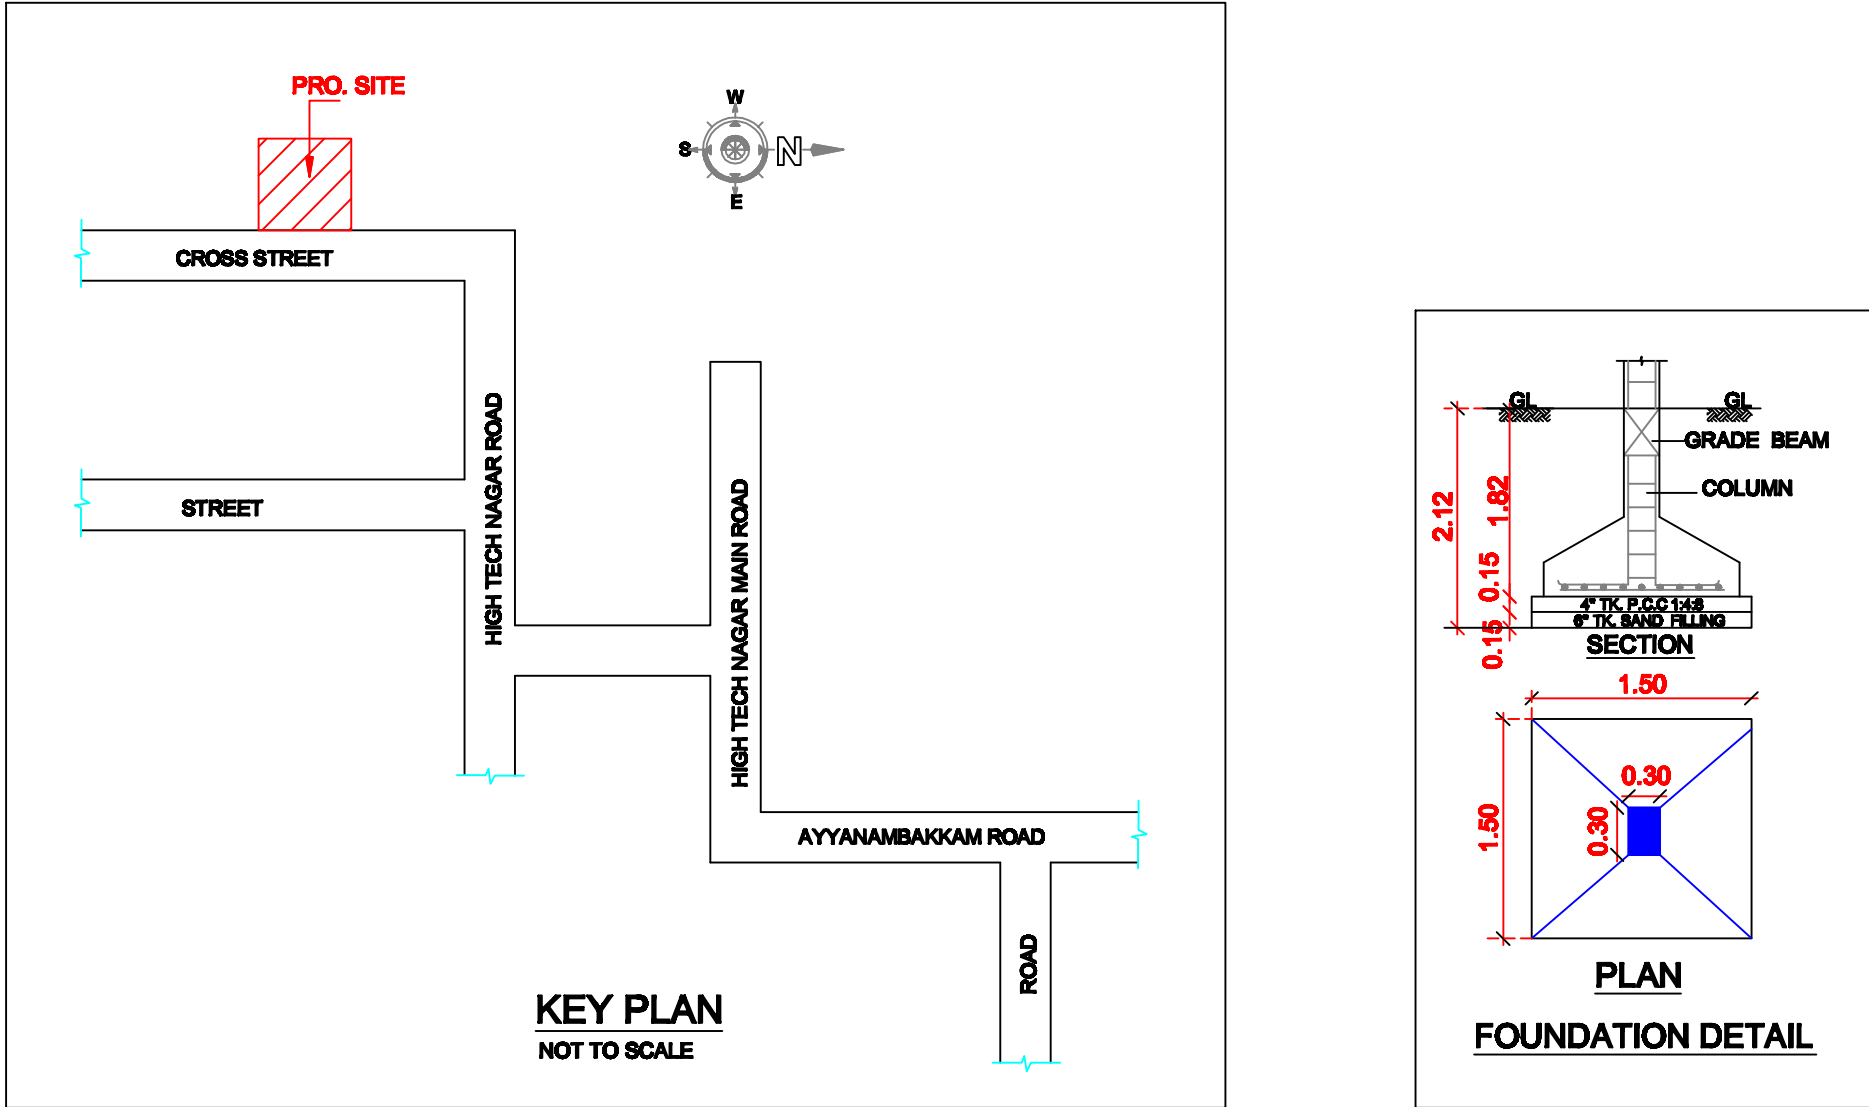 PRO. SITE
W
S
N
E
CROSS STREET
HIGH TECH NAGAR ROAD
STREET
HIGH TECH NAGAR MAIN ROAD
AYYANAMBAKKAM ROAD
ROAD
KEY PLAN
NOT TO SCALE
GL
GL
GRADE BEAM
COLUMN
2.12
1.82
0.15
0.15
4" TK. P.C.C 1:4:8
6" TK. SAND FILLING
SECTION
1.50
1.50
0.30
0.30
PLAN
FOUNDATION DETAIL